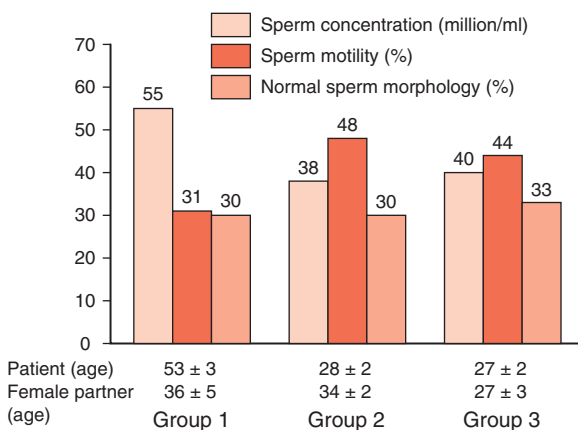 Sperm concentration (million/ml)
Sperm motility (%)
Normal sperm morphology (%)
70
60
50
40
30
20
10
0
55
31
30
38
48
30
40
44
33
Patient (age) 53 ± 3 28 ± 2 27 ± 2
Female partner 36 ± 5 34 ± 2 27 ± 3
(age)
Group 1 Group 2 Group 3